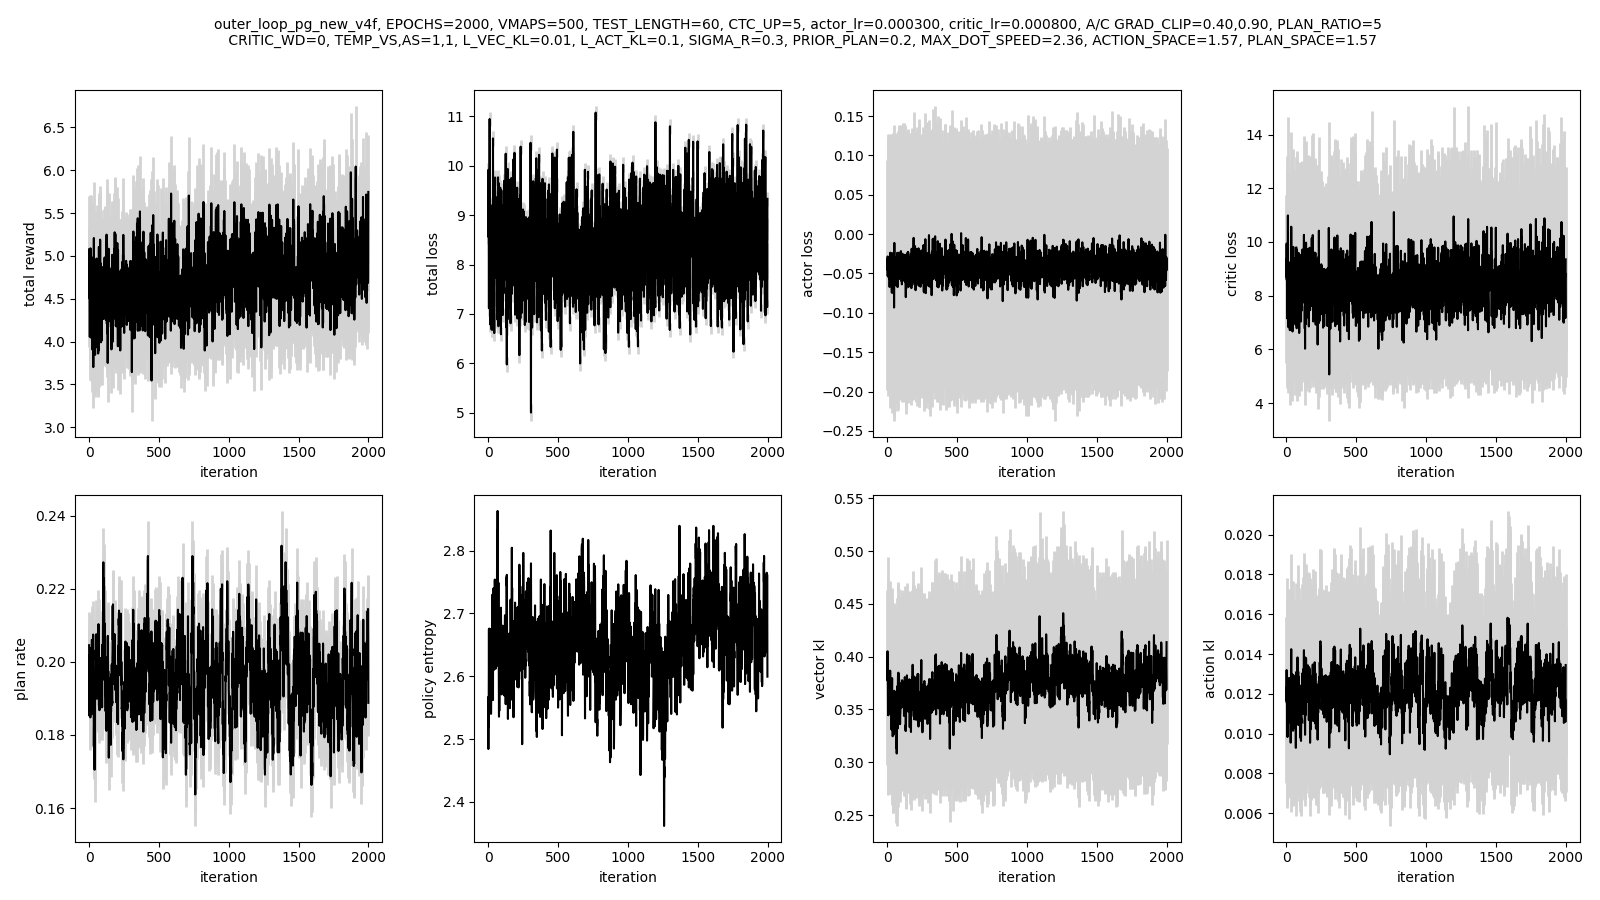 outer_loop_pg_new_v4f, EPOCHS=2000, VMAPS=500, TEST_LENGTH=60, CTC_UP=5, actor_lr=0.000300, critic_lr=0.000800, A/C GRAD_CLIP=0.40,0.90, PLAN_RATIO=5
CRITIC_WD=0, TEMP_VS,AS=1,1, L_VEC_KL=0.01, L_ACT_KL=0.1, SIGMA_R=0.3, PRIOR_PLAN=0.2, MAX_DOT_SPEED=2.36, ACTION_SPACE=1.57, PLAN_SPACE=1.57
total reward
6.5
6.0
5.5
5.0
4.5
4.0
3.5
3.0
0 500 1000 1500 2000
iteration
total loss
11
10
9
8
7
6
5
0 500 1000 1500 2000
iteration
actor loss
0.15
0.10
0.05
0.00
−0.05
−0.10
−0.15
−0.20
−0.25
0 500 1000 1500 2000
iteration
critic loss
14
12
10
8
6
4
0 500 1000 1500 2000
iteration
plan rate
0.24
0.22
0.20
0.18
0.16
0 500 1000 1500 2000
iteration
policy entropy
2.8
2.7
2.6
2.5
2.4
0 500 1000 1500 2000
iteration
vector kl
0.55
0.50
0.45
0.40
0.35
0.30
0.25
0 500 1000 1500 2000
iteration
action kl
0.020
0.018
0.016
0.014
0.012
0.010
0.008
0.006
0 500 1000 1500 2000
iteration